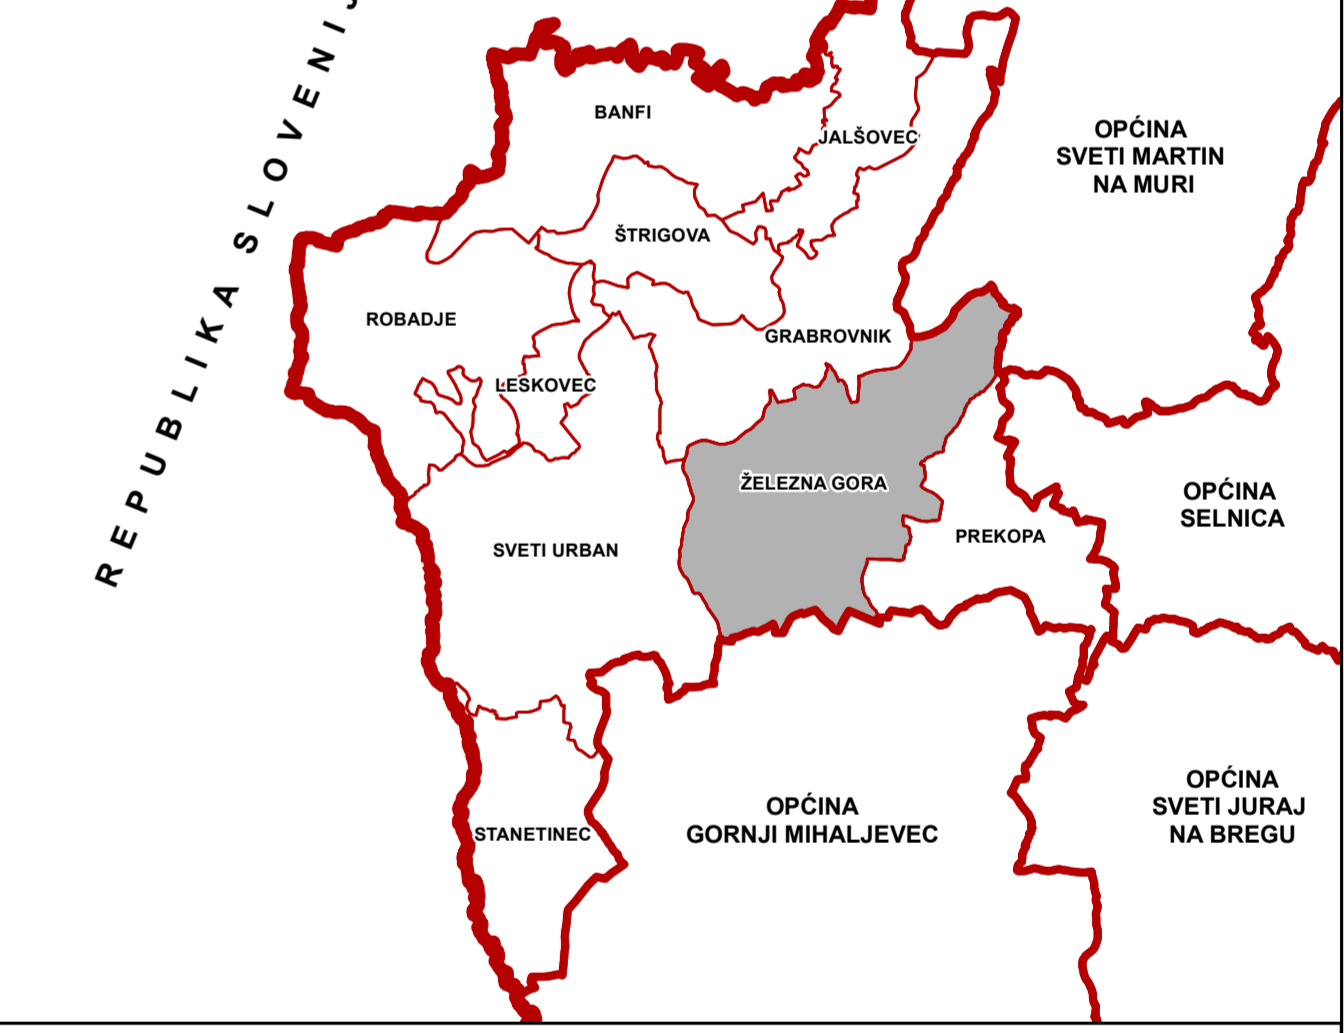 REPUBLIKA SLOVENIJ
BANFI
JALŠOVEC
OPĆINA
SVETI MARTIN
NA MURI
ŠTRIGOVA
ROBADJE
GRABROVNIK
LESKOVEC
ŽELEZNA GORA
OPĆINA
SELNICA
PREKOPA
SVETI URBAN
OPĆINA
SVETI JURAJ
NA BREGU
OPĆINA
GORNJI MIHALJEVEC
STANETINEC